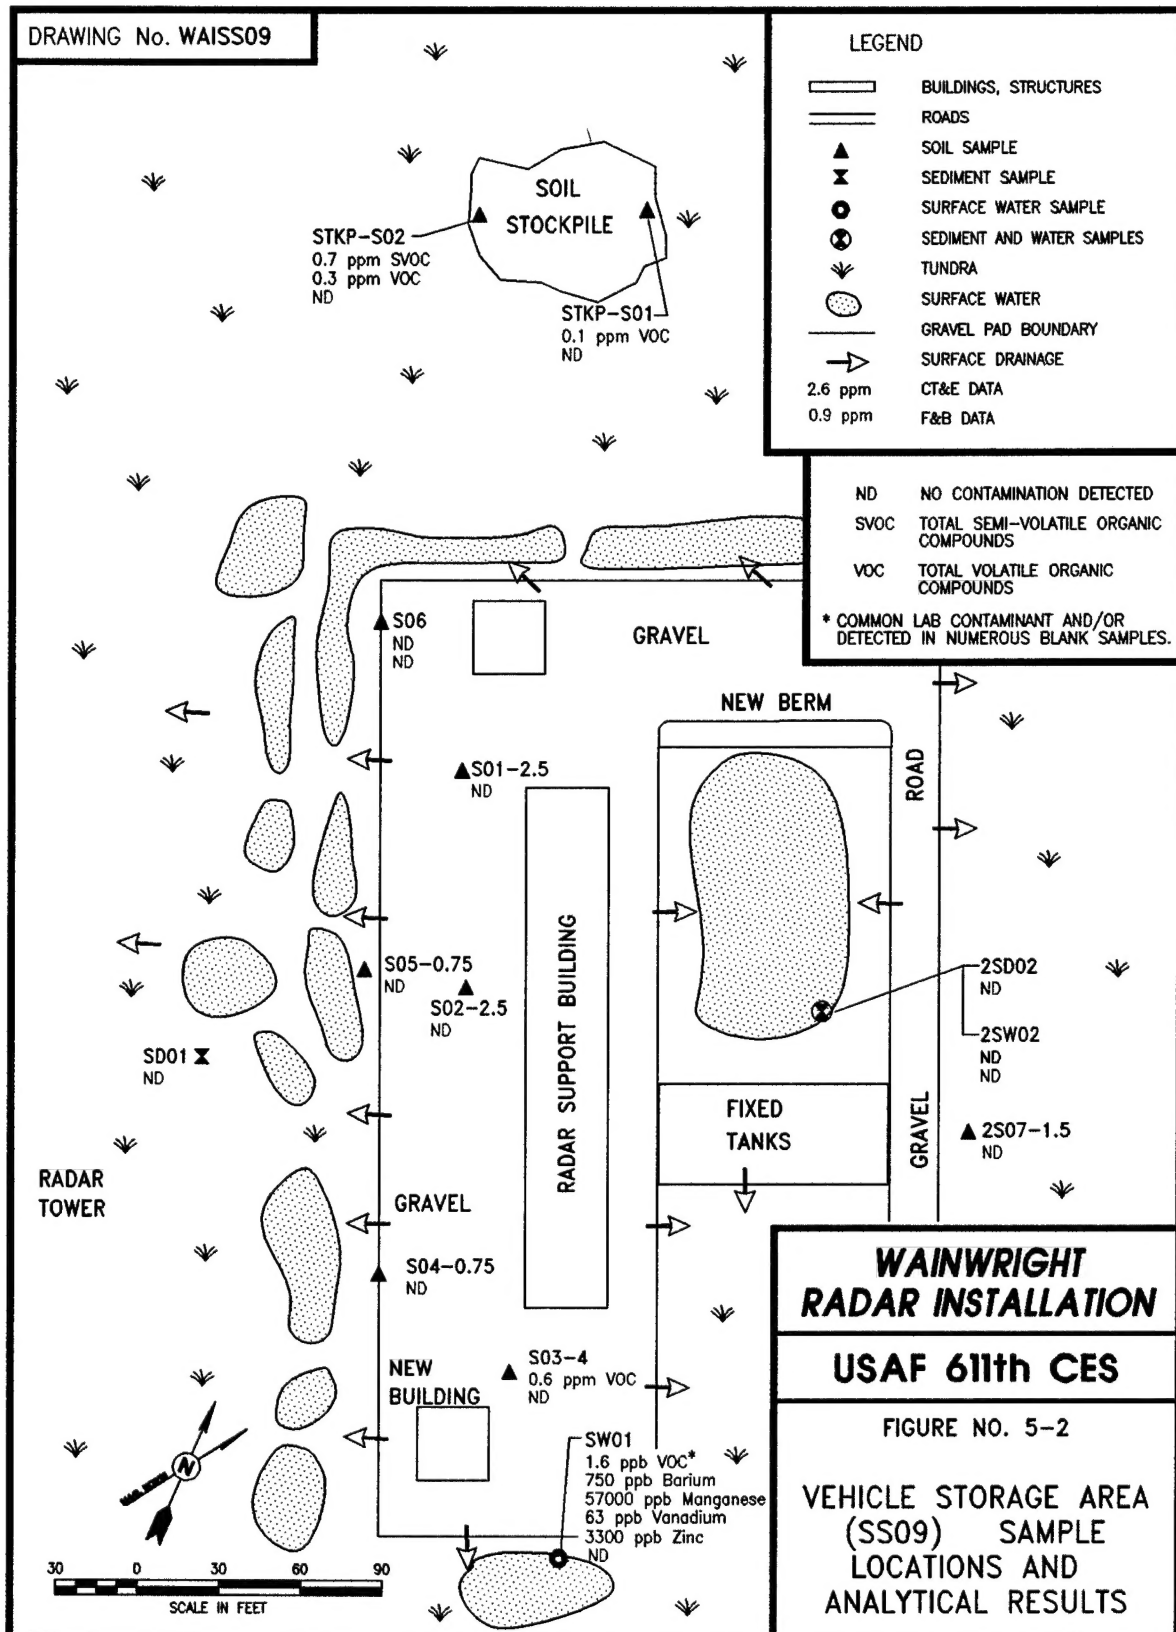 DRAWING No. WAISS09
LEGEND
BUILDINGS, STRUCTURES
ROADS
SOIL SAMPLE
SEDIMENT SAMPLE
SURFACE WATER SAMPLE
SEDIMENT AND WATER SAMPLES
TUNDRA
SURFACE WATER
GRAVEL PAD BOUNDARY
SURFACE DRAINAGE
2.6 ppm CT&E DATA
0.9 ppm F&B DATA
ND NO CONTAMINATION DETECTED
SVOC TOTAL SEMI-VOLATILE ORGANIC
COMPOUNDS
VOC TOTAL VOLATILE ORGANIC
COMPOUNDS
* COMMON LAB CONTAMINANT AND/OR
DETECTED IN NUMEROUS BLANK SAMPLES.
SOIL
STOCKPILE
STKP-S02
0.7 ppm SVOC
0.3 ppm VOC
ND
STKP-S01
0.1 ppm VOC
ND
S06
ND
ND
GRAVEL
NEW BERM
ROAD
S01-2.5
ND
S05-0.75
ND
S02-2.5
ND
RADAR SUPPORT BUILDING
2SD02
ND
2SW02
ND
ND
SD01
ND
FIXED
TANKS
GRAVEL
2S07-1.5
ND
RADAR
TOWER
GRAVEL
S04-0.75
ND
NEW
BUILDING
S03-4
0.6 ppm VOC
ND
SW01
1.6 ppb VOC*
750 ppb Barium
57000 ppb Manganese
63 ppb Vanadium
3300 ppb Zinc
ND
N
30 0 30 60 90
SCALE IN FEET
WAINWRIGHT
RADAR INSTALLATION
USAF 611th CES
FIGURE NO. 5-2
VEHICLE STORAGE AREA
(SS09) SAMPLE
LOCATIONS AND
ANALYTICAL RESULTS